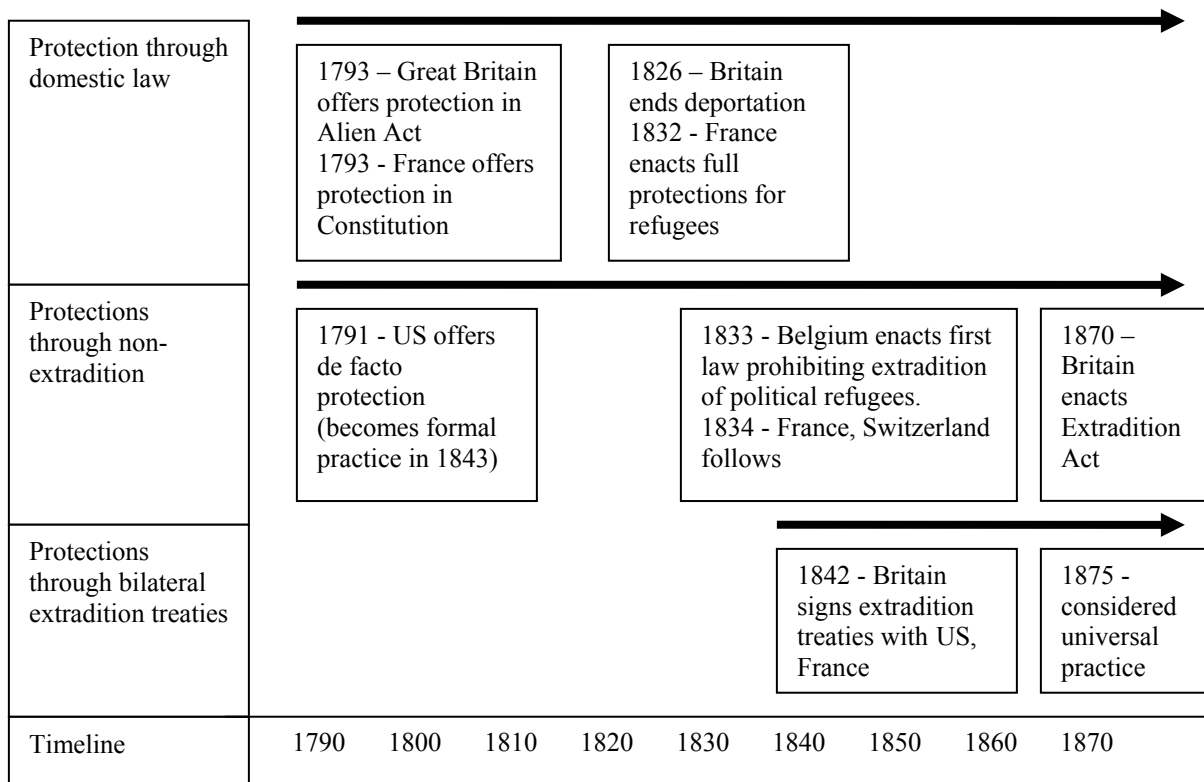 Protection through
domestic law
1793 – Great Britain
offers protection in
Alien Act
1793 - France offers
protection in
Constitution
1826 – Britain
ends deportation
1832 - France
enacts full
protections for
refugees
Protections
through non-
extradition
1791 - US offers
de facto
protection
(becomes formal
practice in 1843)
1833 - Belgium enacts first
law prohibiting extradition
of political refugees.
1834 - France, Switzerland
follows
1870 –
Britain
enacts
Extradition
Act
Protections
through bilateral
extradition treaties
1842 - Britain
signs extradition
treaties with US,
France
1875 -
considered
universal
practice
Timeline
1790 1800 1810 1820 1830 1840 1850 1860 1870